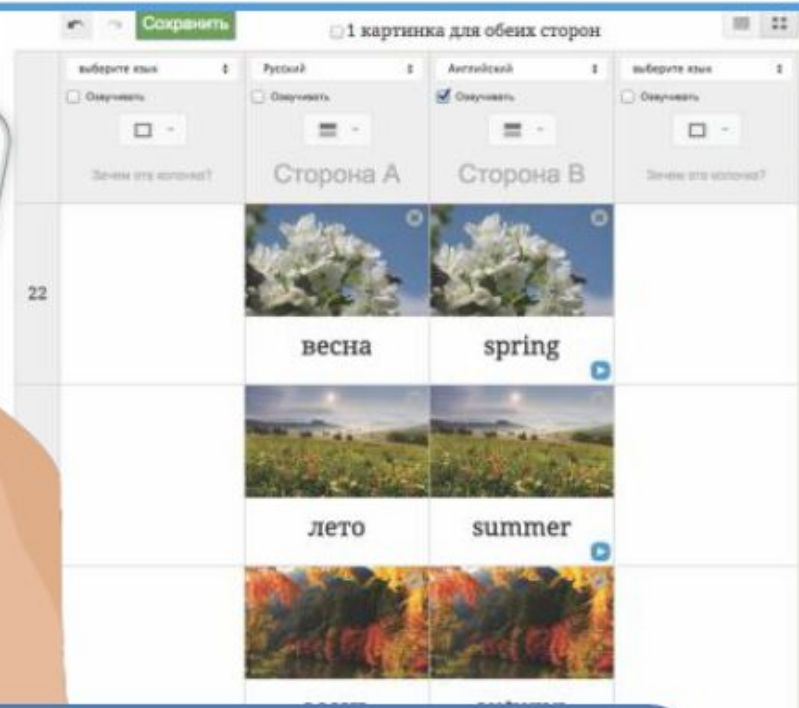 Сохранить
1 картинка для обеих сторон
выберите язык Русский Английский выберите язык
Озвучивать Озвучивать Озвучивать Озвучивать
Зачем эта колонка? Сторона А Сторона В Зачем эта колонка?
22
весна spring
лето summer